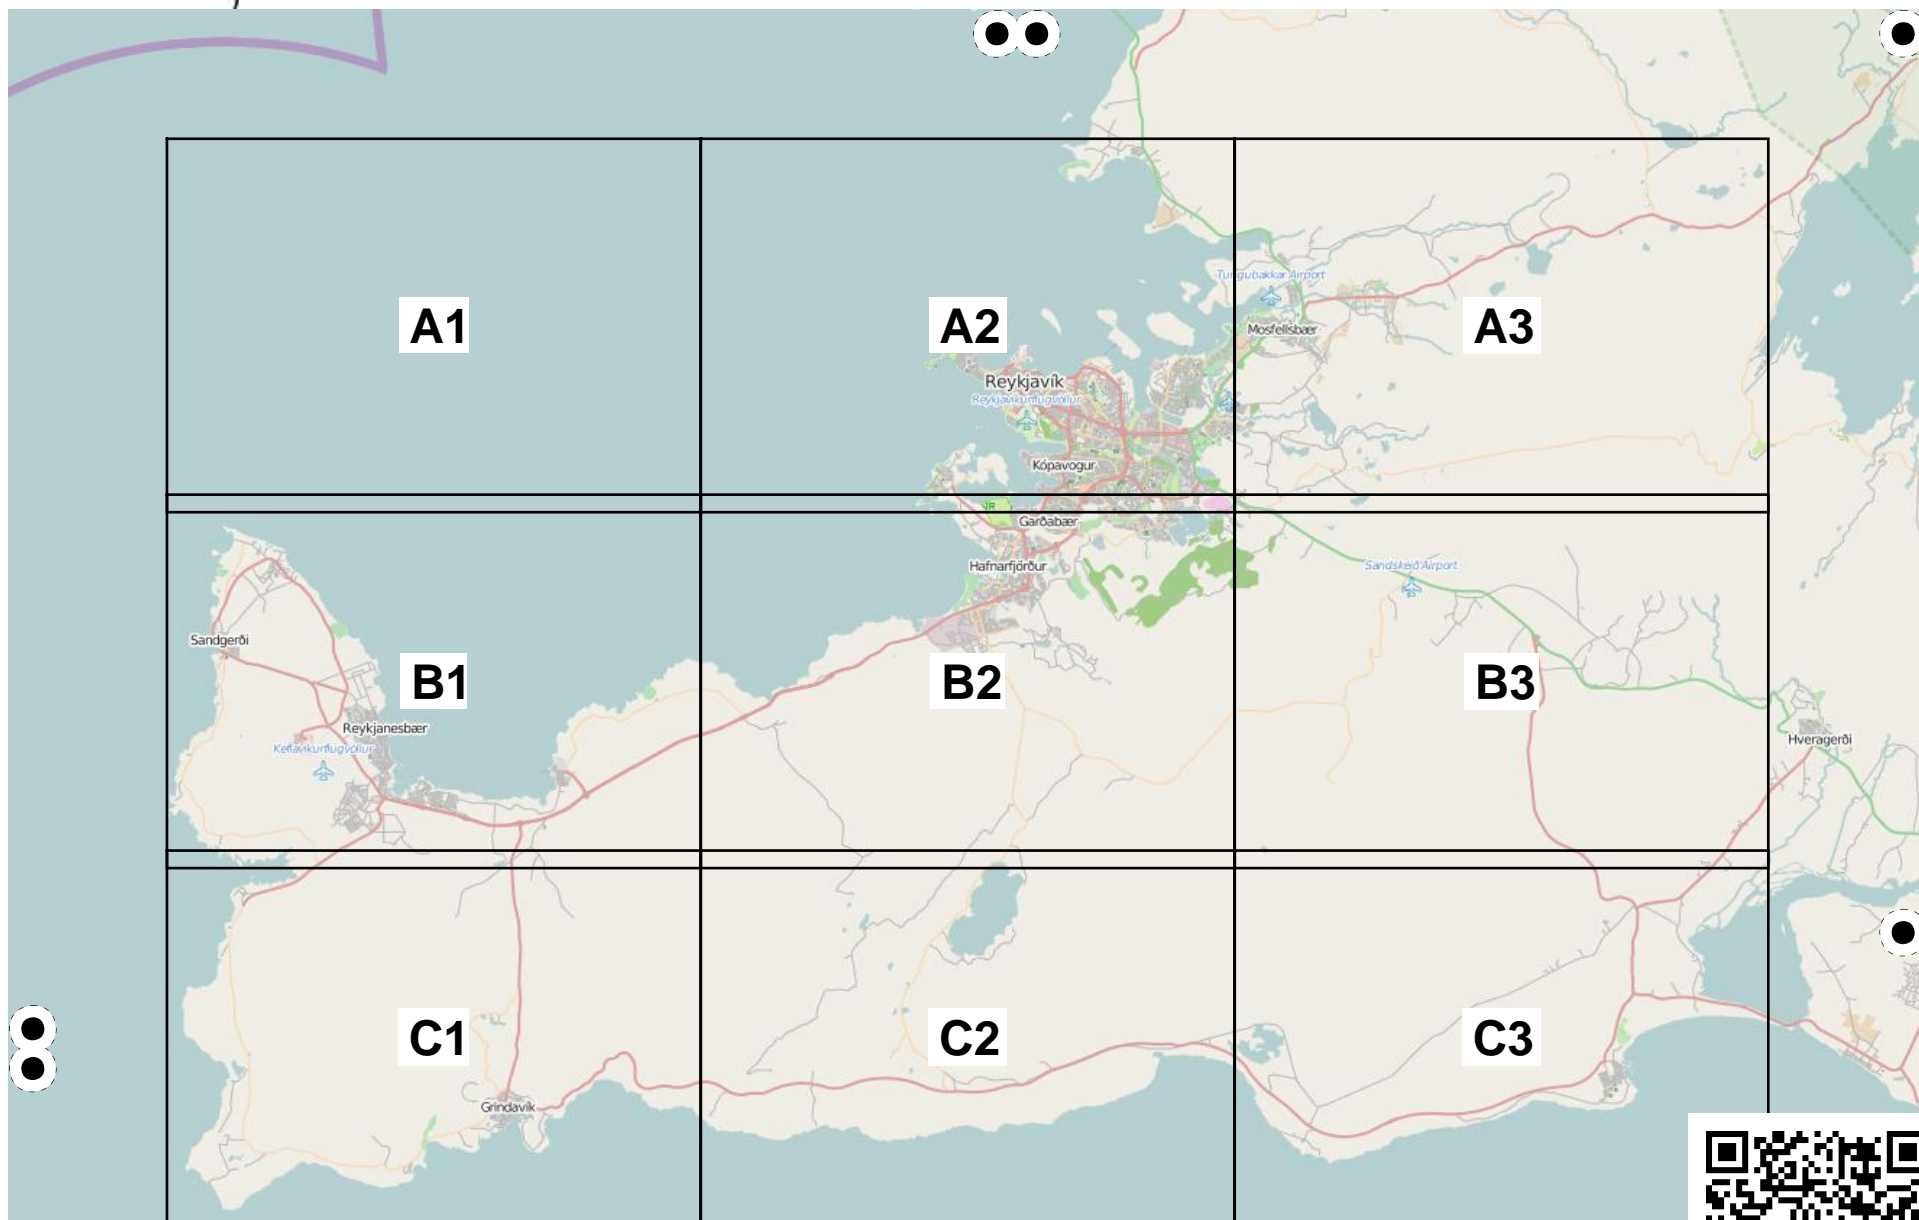 A1
A2
A3
Tungubakkar Airport
Mosfellsbær
Reykjavík
Reykjavíkurflugvöllur
Kópavogur
Garðabær
Hafnarfjörður
Sandskeið Airport
Sandgerði
B1
B2
B3
Reykjanesbær
Keflavíkurflugvöllur
Hveragerði
C1
C2
C3
Grindavík